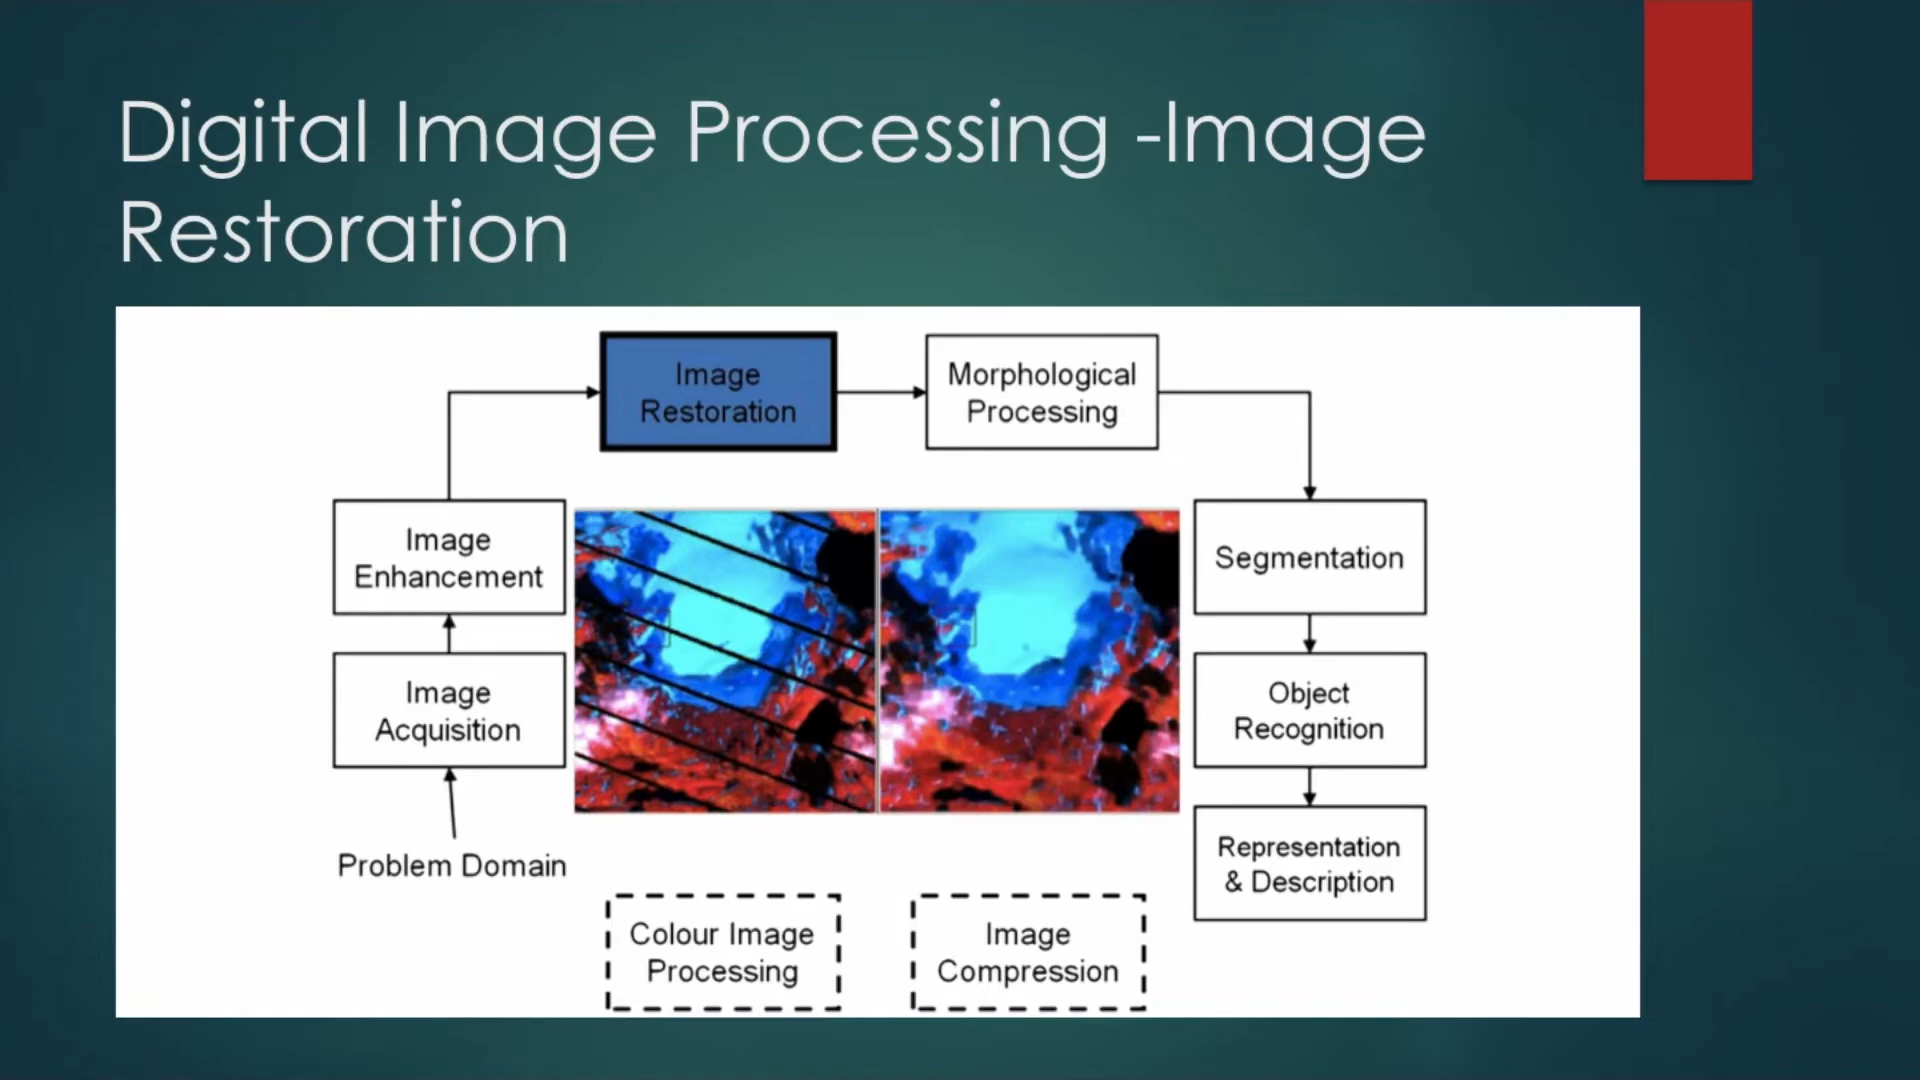 Digital Image Processing -Image
Restoration
Image
Restoration
Morphological
Processing
Image
Enhancement
Segmentation
Image
Acquisition
Object
Recognition
Problem Domain
Representation
& Description
Colour Image
Processing
Image
Compression